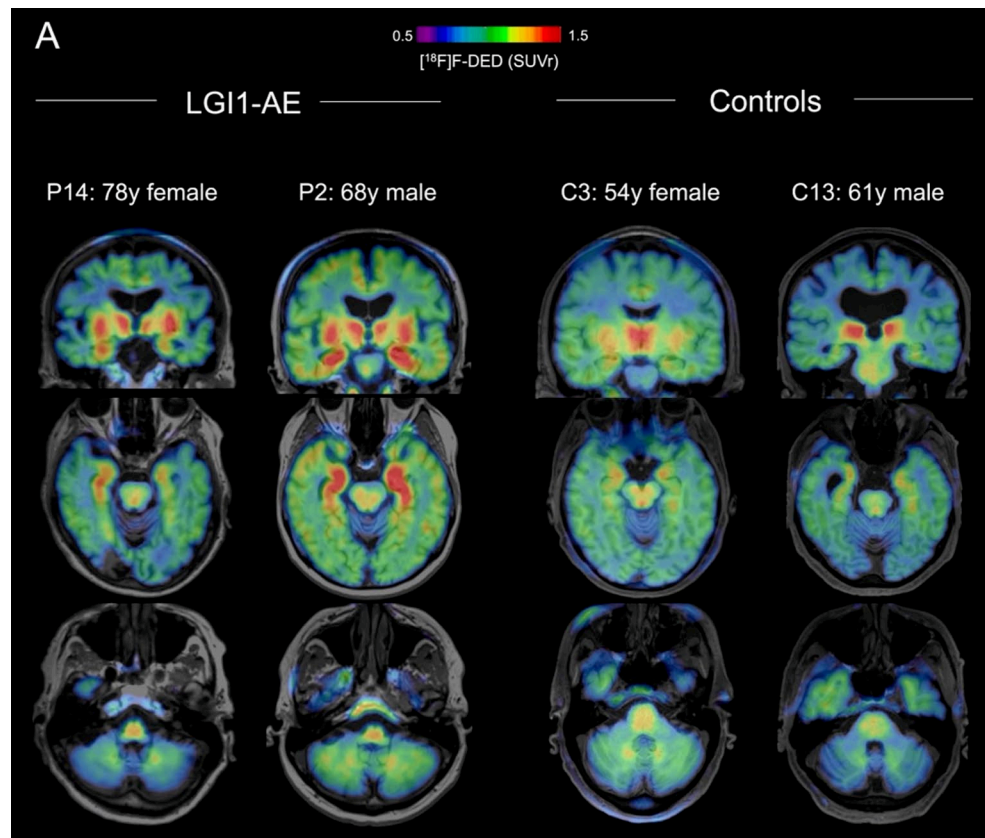 A
0.5 1.5
[¹⁸F]F-DED (SUVr)
LGI1-AE Controls
P14: 78y female P2: 68y male C3: 54y female C13: 61y male